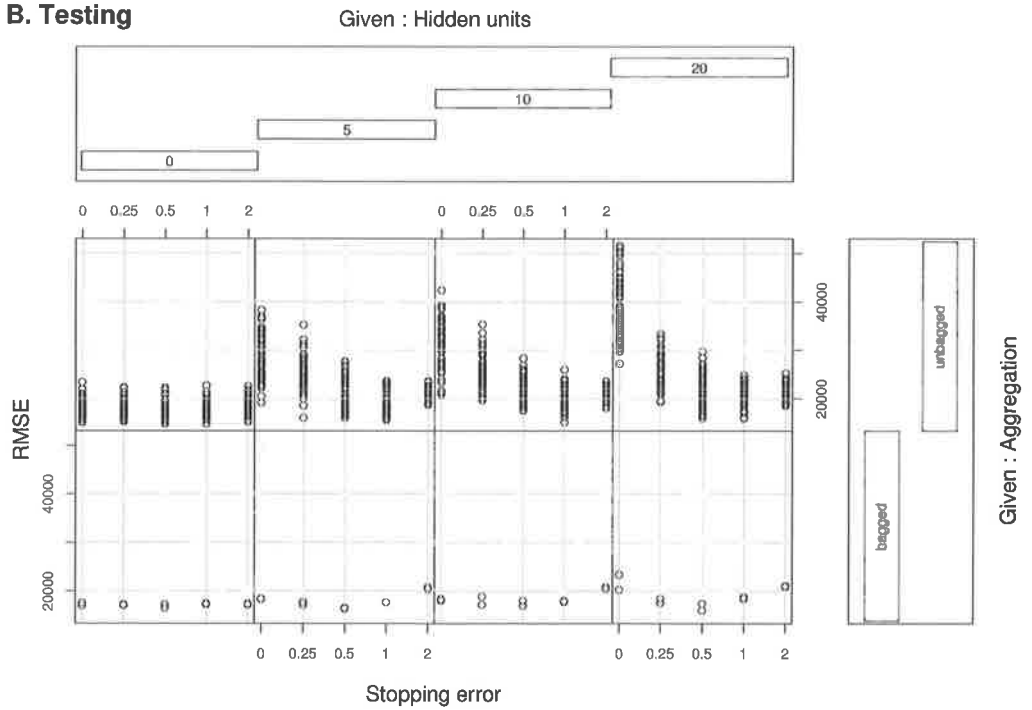 B. Testing
Given : Hidden units
20
10
5
0
0 0.25 0.5 1 2 0 0.25 0.5 1 2
RMSE
20000 40000
20000 40000
unbagged
bagged
Given : Aggregation
0 0.25 0.5 1 2 0 0.25 0.5 1 2
Stopping error